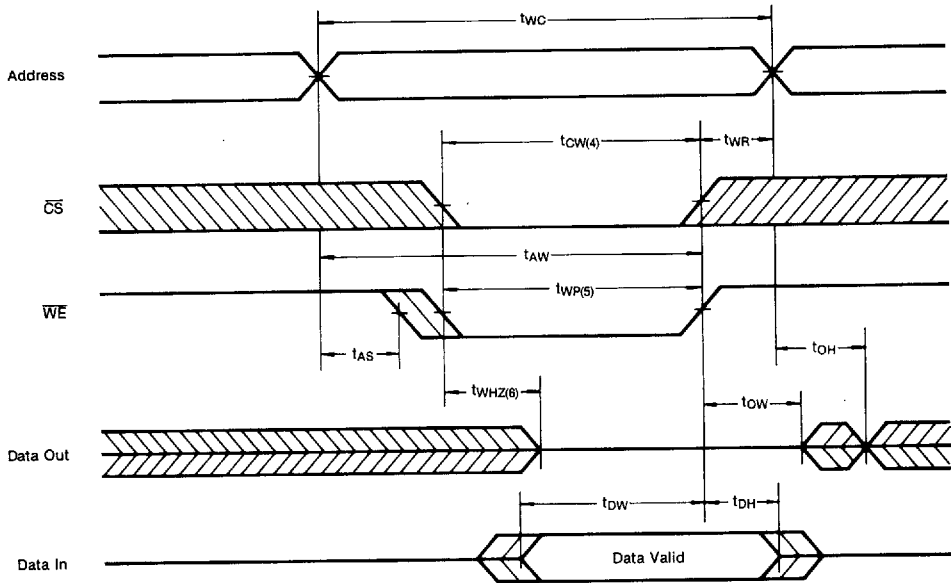 tWC
Address
tCW(4)
tWR
CS
tAW
WE
tWP(5)
tAS
tOH
tWHZ(6)
tOW
Data Out
tDW
tDH
Data In
Data Valid